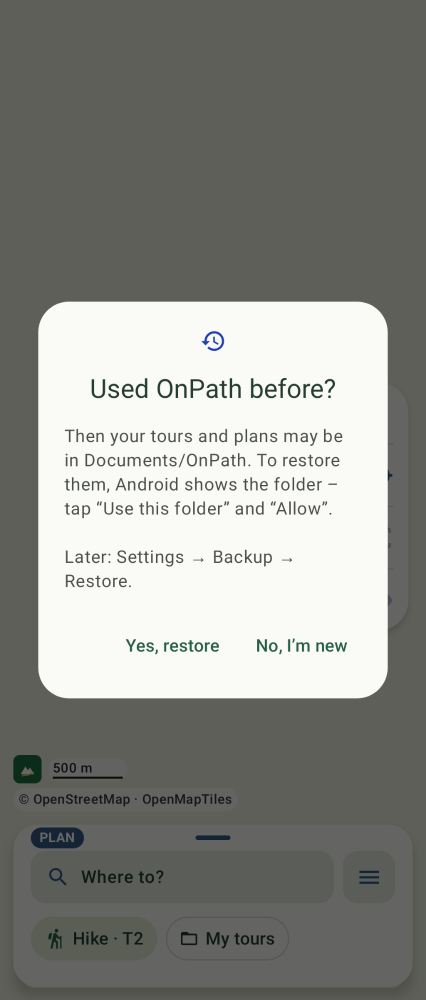 Used OnPath before?
Then your tours and plans may be
in Documents/OnPath. To restore
them, Android shows the folder –
tap “Use this folder” and “Allow”.
Later: Settings → Backup →
Restore.
Yes, restore
No, I’m new
500 m
© OpenStreetMap · OpenMapTiles
PLAN
Where to?
Hike · T2
My tours